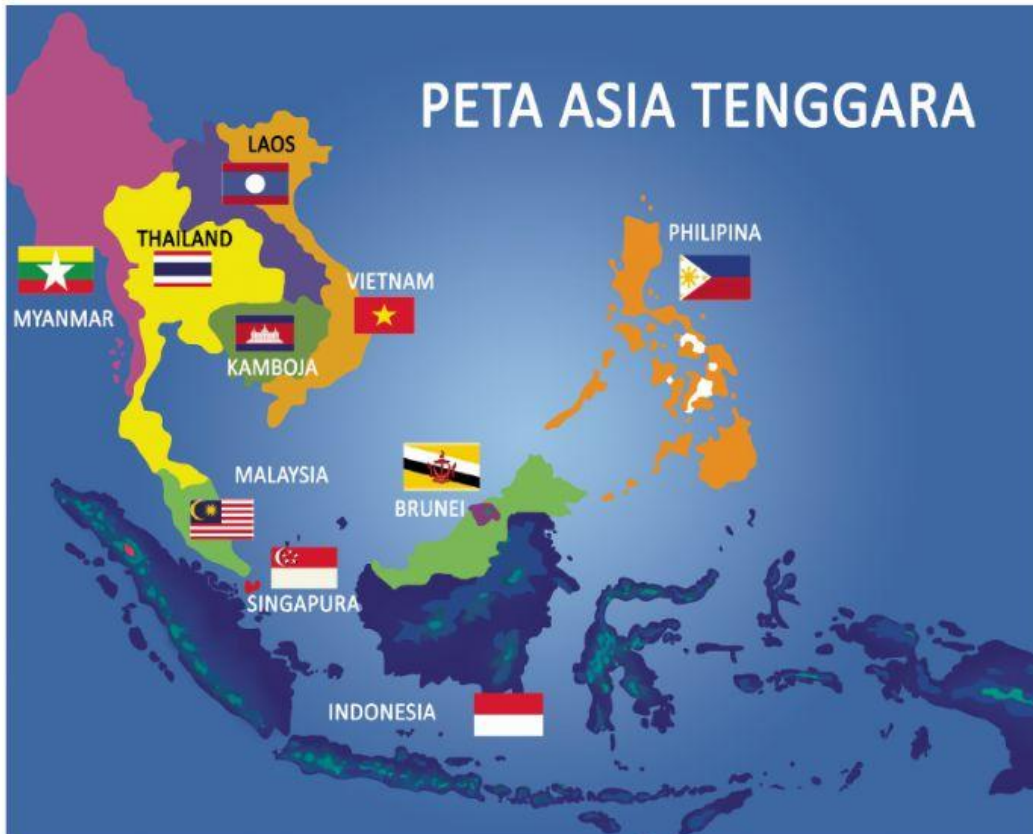 PETA ASIA TENGGARA
LAOS
THAILAND
PHILIPINA
VIETNAM
MYANMAR
KAMBOJA
MALAYSIA
BRUNEI
SINGAPURA
INDONESIA